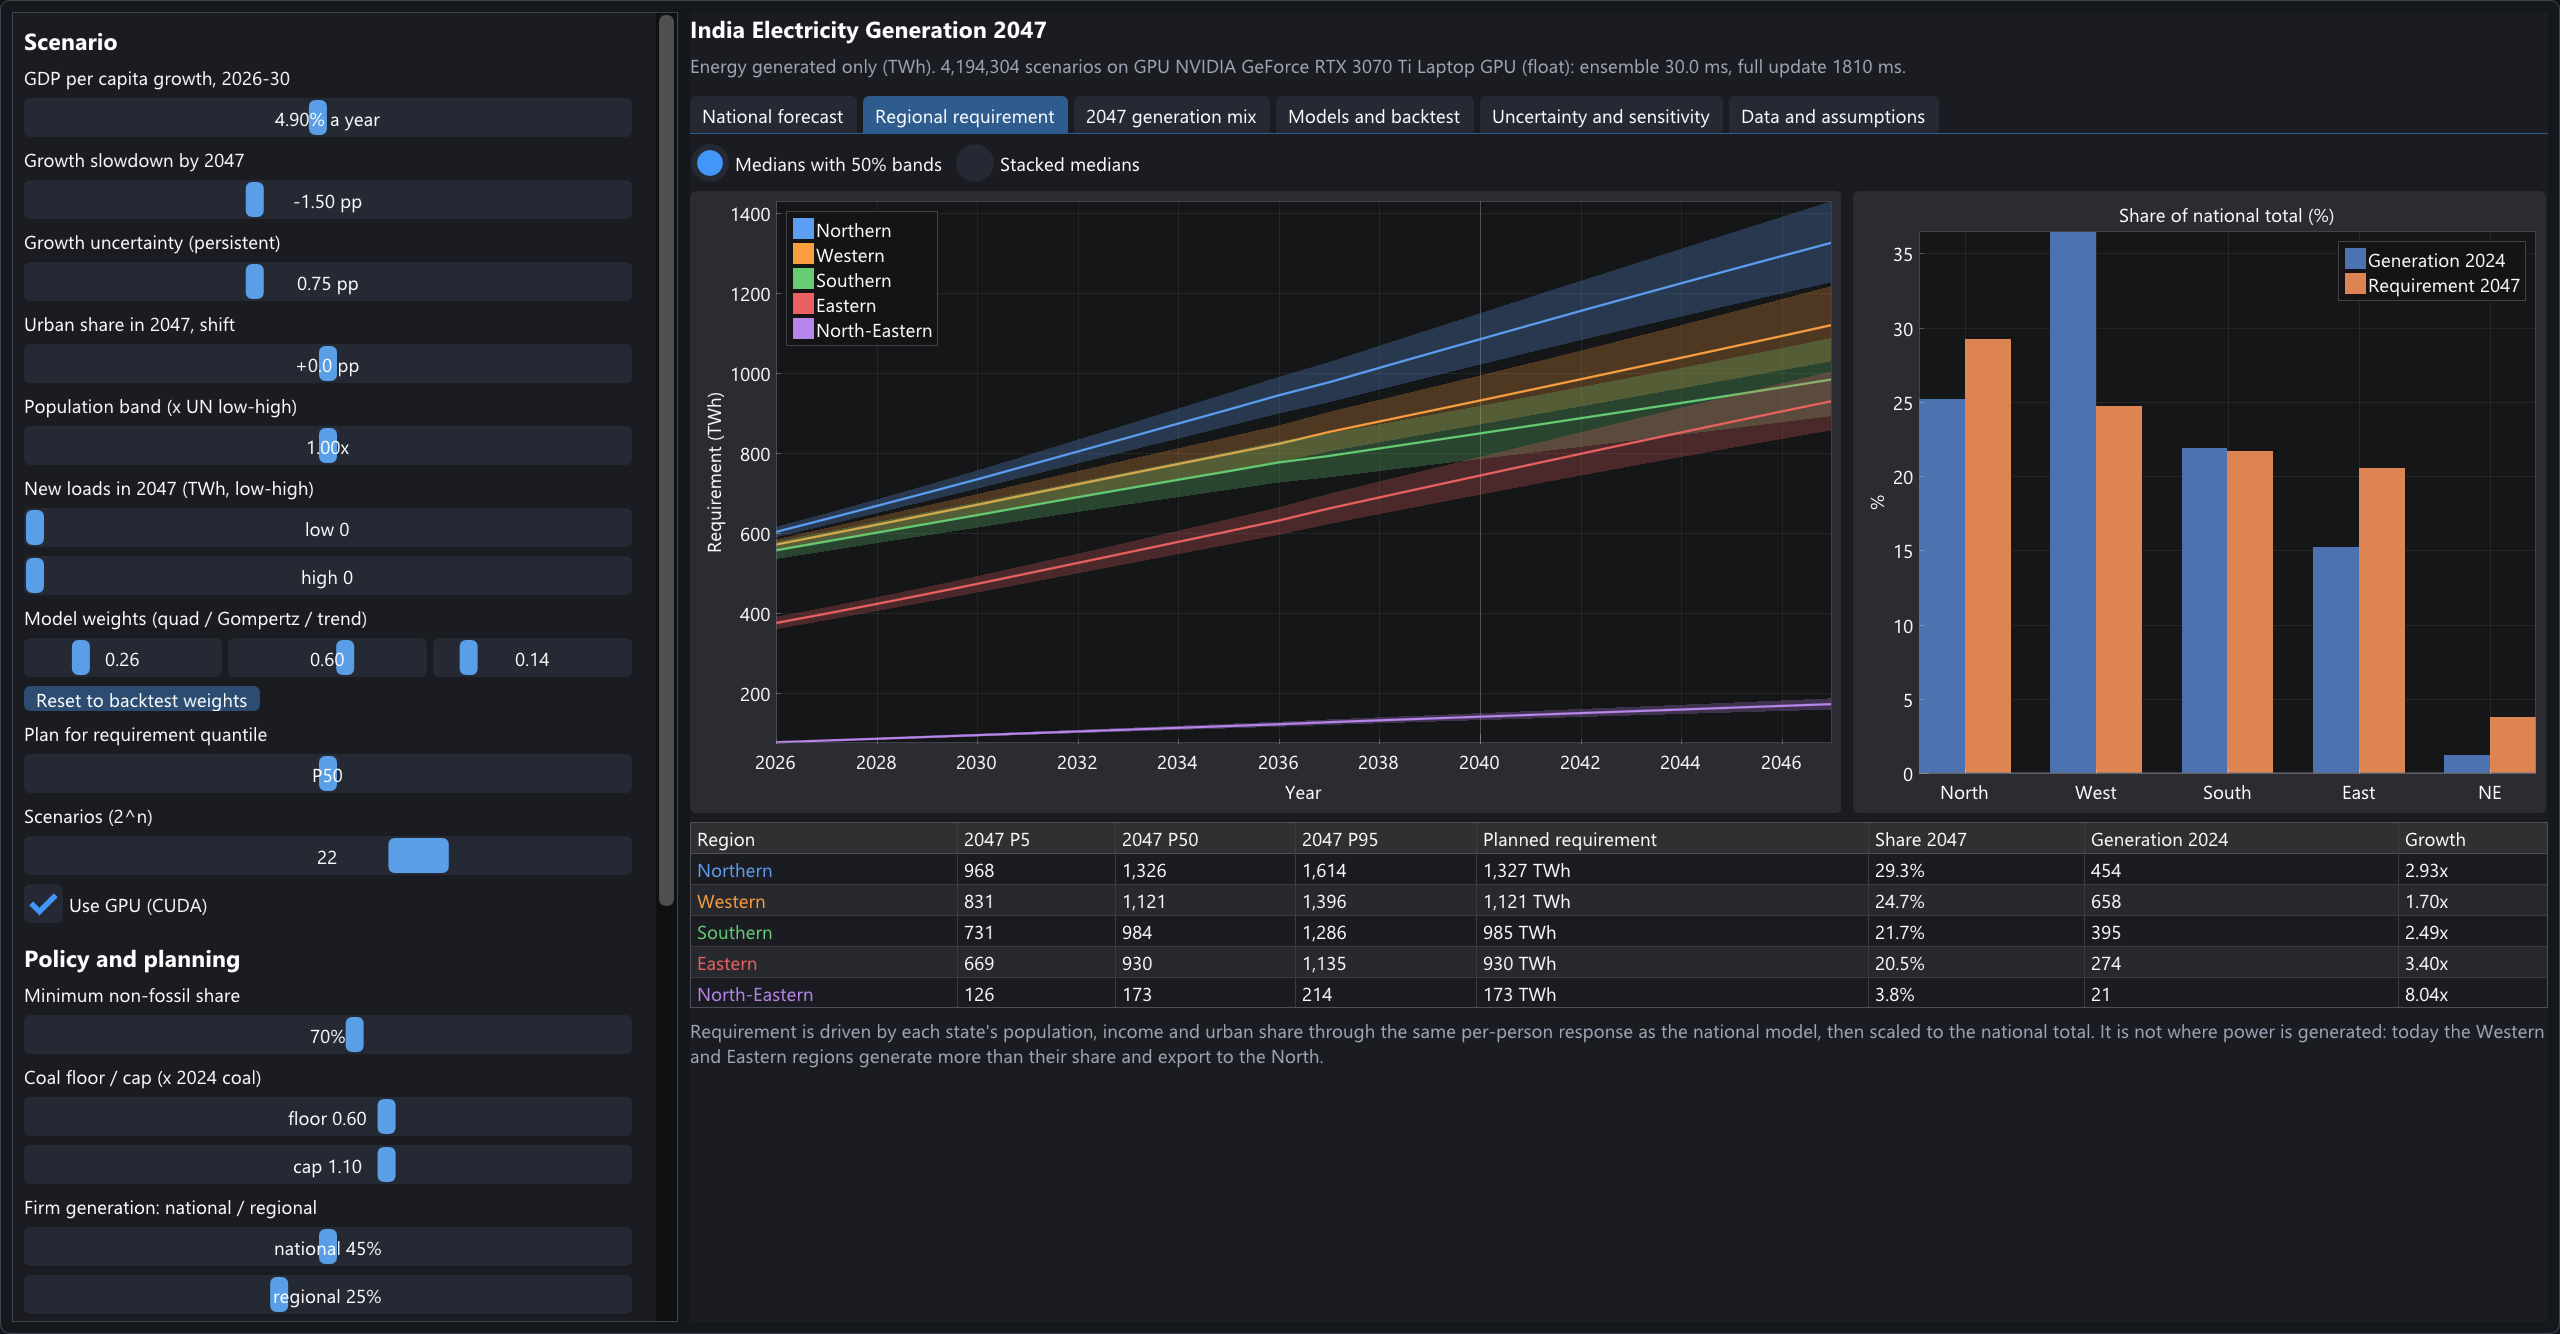 Scenario
GDP per capita growth, 2026-30
4.90% a year
Growth slowdown by 2047
-1.50 pp
Growth uncertainty (persistent)
0.75 pp
Urban share in 2047, shift
+0.0 pp
Population band (x UN low-high)
1.00x
New loads in 2047 (TWh, low-high)
low 0
high 0
Model weights (quad / Gompertz / trend)
0.26 0.60 0.14
Reset to backtest weights
Plan for requirement quantile
P50
Scenarios (2^n)
22
Use GPU (CUDA)
Policy and planning
Minimum non-fossil share
70%
Coal floor / cap (x 2024 coal)
floor 0.60
cap 1.10
Firm generation: national / regional
national 45%
regional 25%
India Electricity Generation 2047
Energy generated only (TWh). 4,194,304 scenarios on GPU NVIDIA GeForce RTX 3070 Ti Laptop GPU (float): ensemble 30.0 ms, full update 1810 ms.
National forecast Regional requirement 2047 generation mix Models and backtest Uncertainty and sensitivity Data and assumptions
Medians with 50% bands Stacked medians
1400
1200
1000
800
600
400
200
Requirement (TWh)
Northern
Western
Southern
Eastern
North-Eastern
2026 2028 2030 2032 2034 2036 2038 2040 2042 2044 2046
Year
Share of national total (%)
35
30
25
20
15
10
5
0
%
Generation 2024
Requirement 2047
North West South East NE
Region 2047 P5 2047 P50 2047 P95 Planned requirement Share 2047 Generation 2024 Growth
Northern 968 1,326 1,614 1,327 TWh 29.3% 454 2.93x
Western 831 1,121 1,396 1,121 TWh 24.7% 658 1.70x
Southern 731 984 1,286 985 TWh 21.7% 395 2.49x
Eastern 669 930 1,135 930 TWh 20.5% 274 3.40x
North-Eastern 126 173 214 173 TWh 3.8% 21 8.04x
Requirement is driven by each state's population, income and urban share through the same per-person response as the national model, then scaled to the national total. It is not where power is generated: today the Western
and Eastern regions generate more than their share and export to the North.